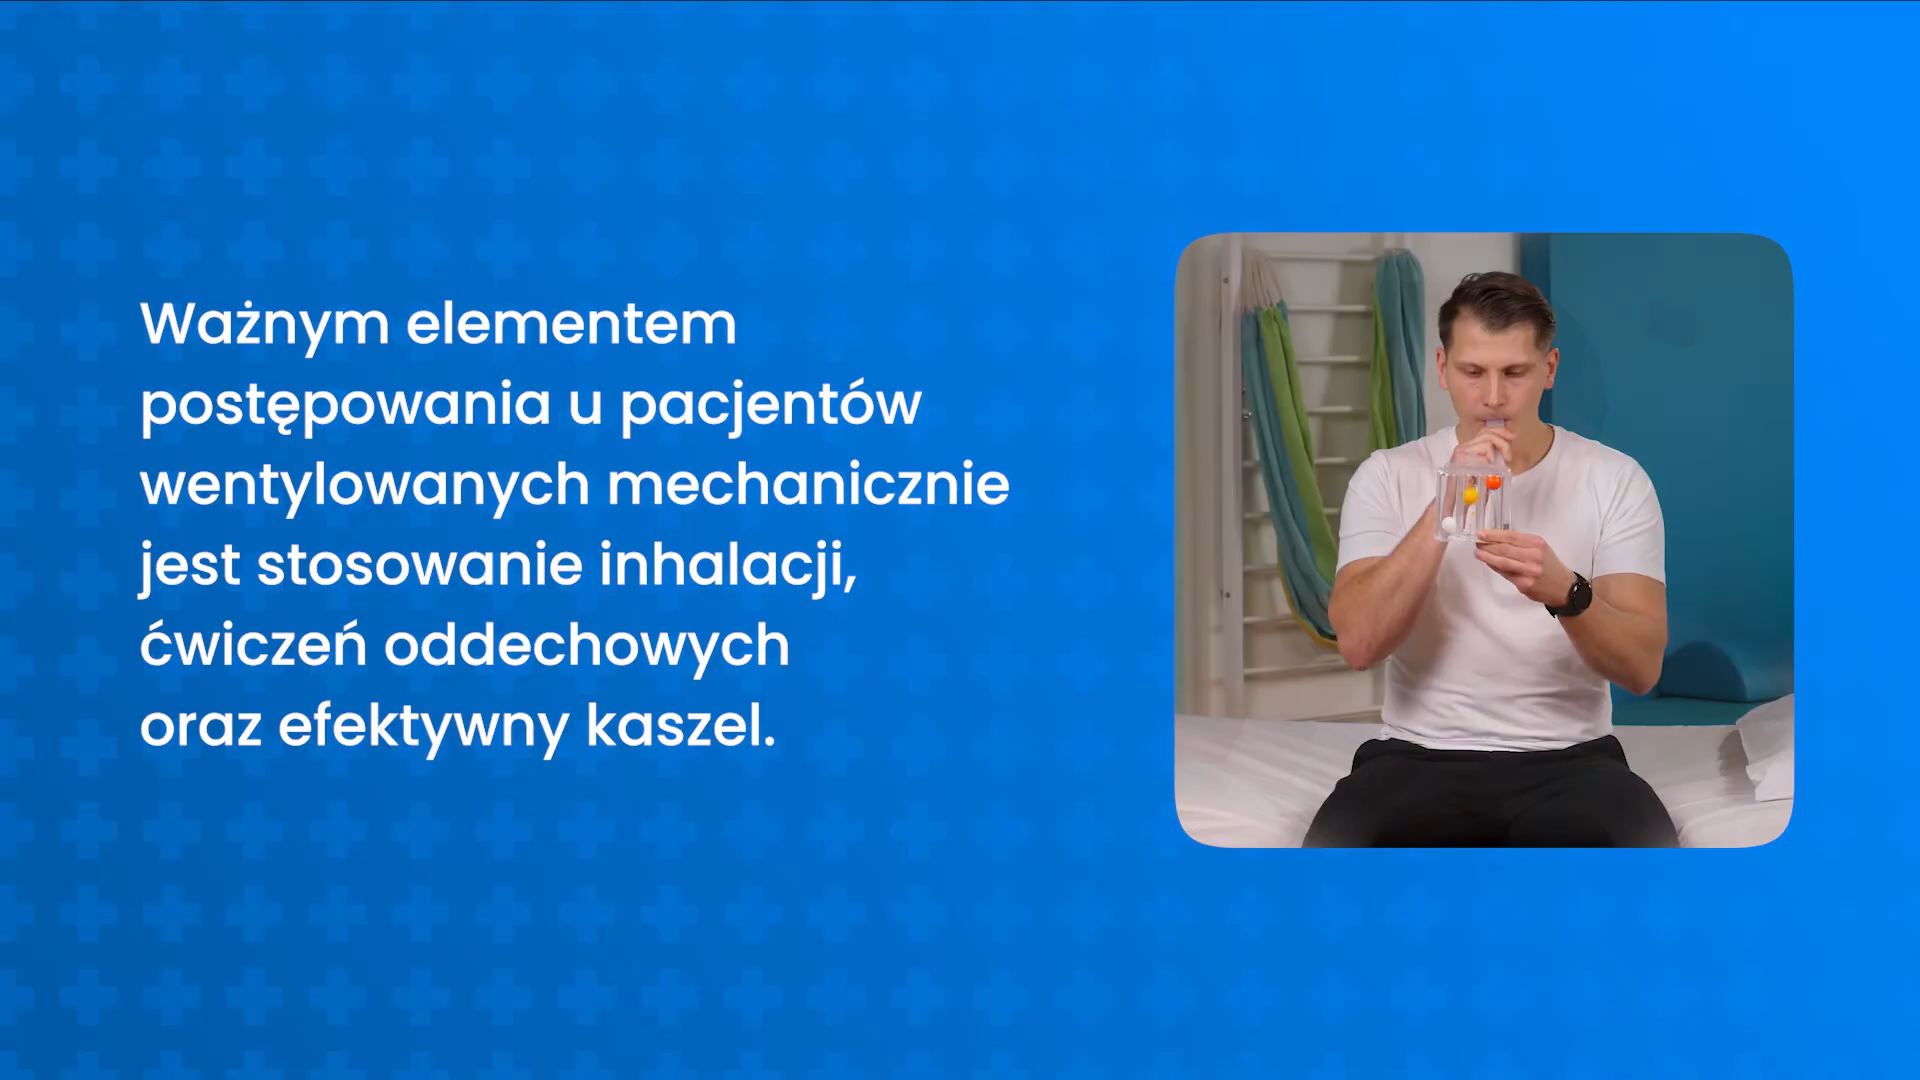 Ważnym elementem
postępowania u pacjentów
wentylowanych mechanicznie
jest stosowanie inhalacji,
ćwiczeń oddechowych
oraz efektywny kaszel.